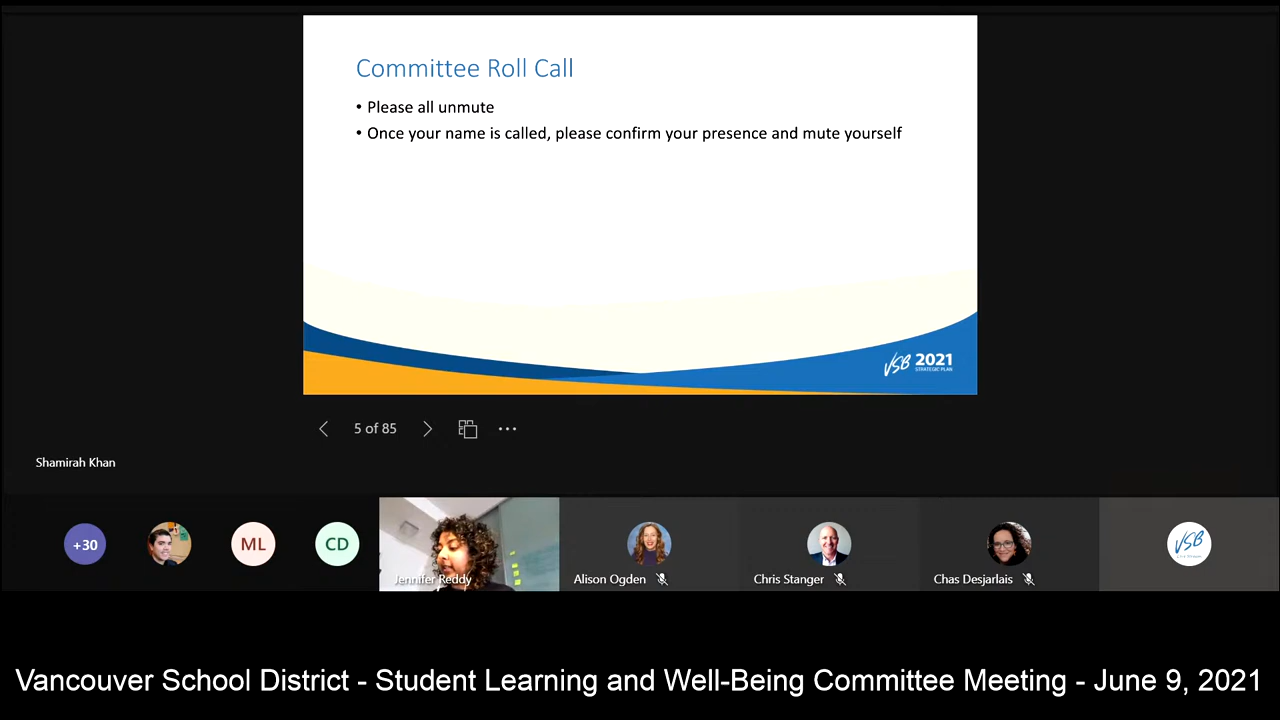 Committee Roll Call
• Please all unmute
• Once your name is called, please confirm your presence and mute yourself
VSB 2021
STRATEGIC PLAN
5 of 85
Shamirah Khan
+30
ML
CD
Jennifer Reddy
Alison Ogden
Chris Stanger
Chas Desjarlais
VSB
Vancouver School District - Student Learning and Well-Being Committee Meeting - June 9, 2021